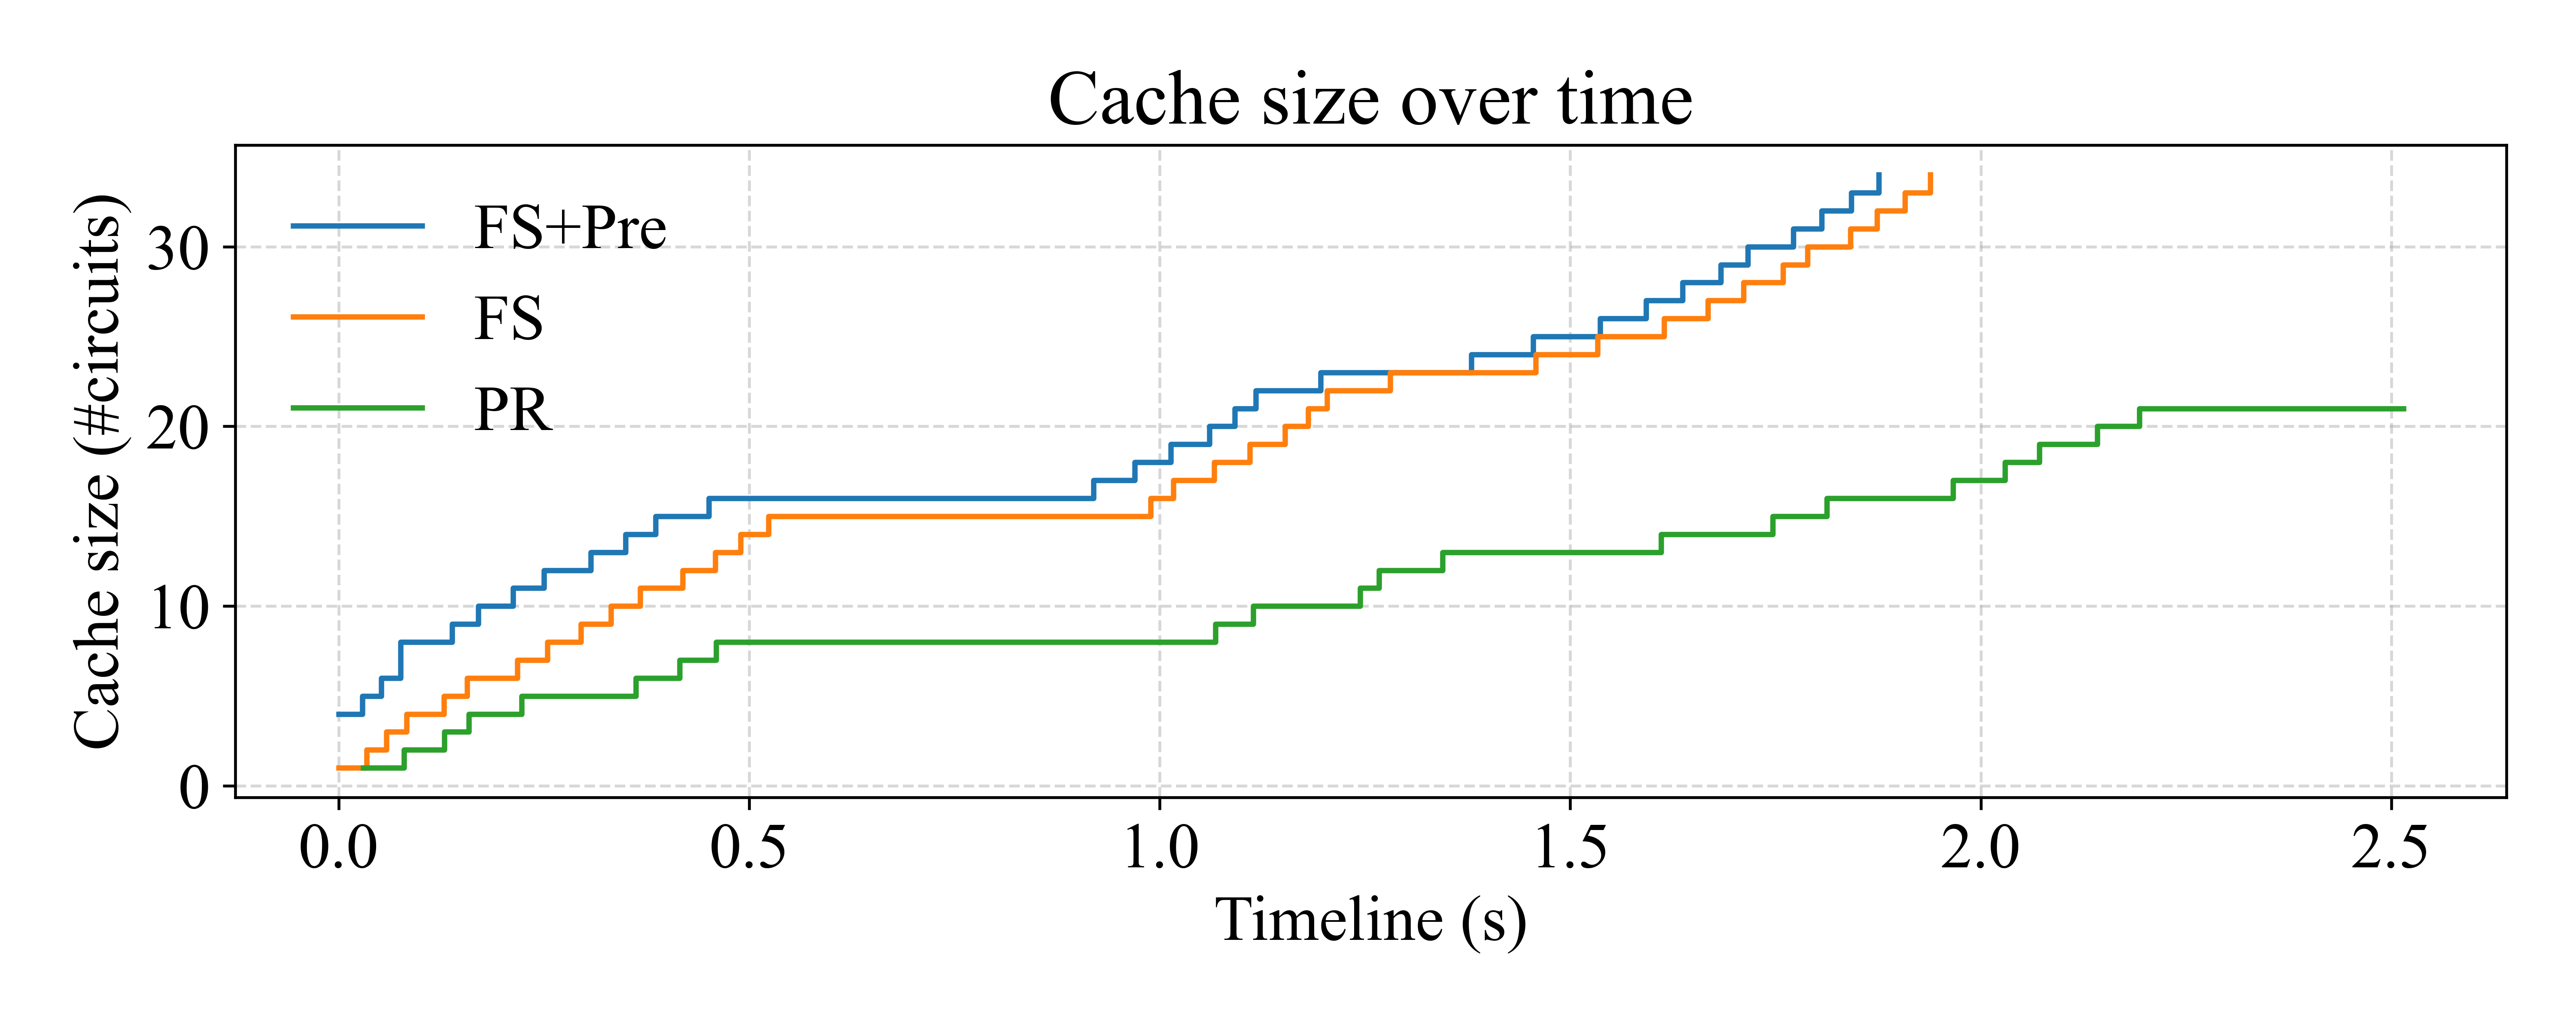 Cache size over time
Cache size (#circuits)
30
20
10
0
FS+Pre
FS
PR
0.0 0.5 1.0 1.5 2.0 2.5
Timeline (s)